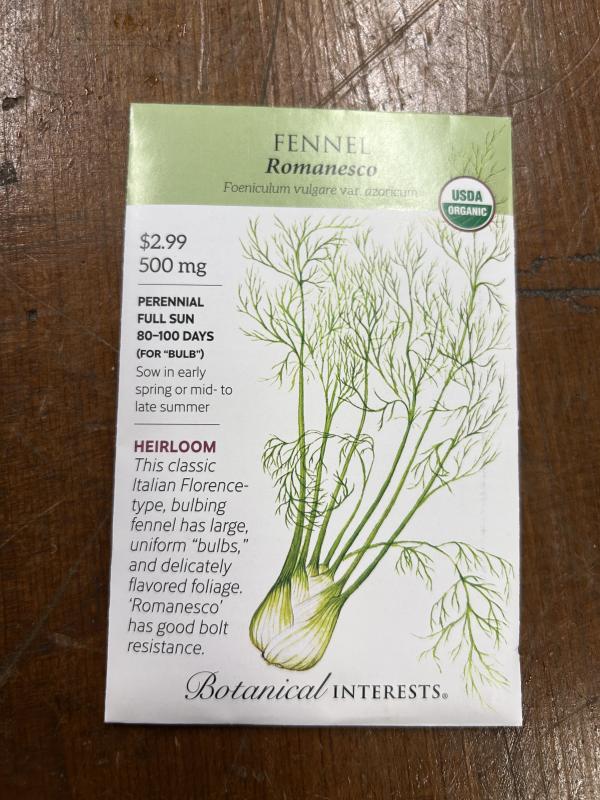 FENNEL
Romanesco
Foeniculum vulgare var. azoricum
USDA
ORGANIC
$2.99
500 mg
PERENNIAL
FULL SUN
80–100 DAYS
(FOR “BULB”)
Sow in early
spring or mid- to
late summer
HEIRLOOM
This classic
Italian Florence-
type, bulbing
fennel has large,
uniform “bulbs,”
and delicately
flavored foliage.
‘Romanesco’
has good bolt
resistance.
Botanical INTERESTS®